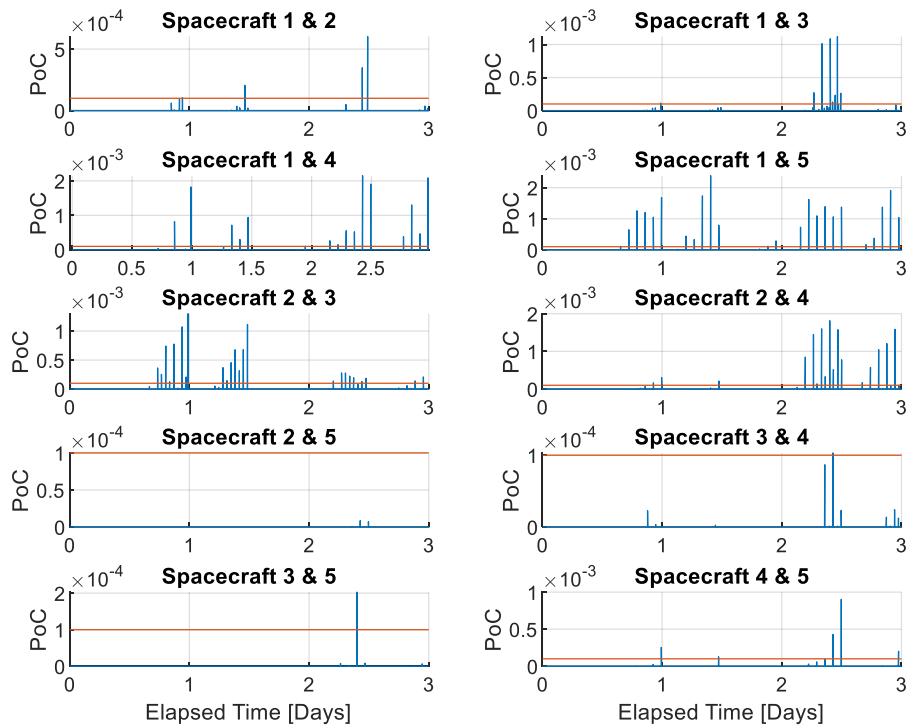 Spacecraft 1 & 2
×10-4
PoC
5
0
0 1 2 3
Spacecraft 1 & 3
×10-3
PoC
1
0.5
0
0 1 2 3
Spacecraft 1 & 4
×10-3
PoC
2
1
0
0 0.5 1 1.5 2 2.5
Spacecraft 1 & 5
×10-3
PoC
2
1
0
0 1 2 3
Spacecraft 2 & 3
×10-3
PoC
1
0.5
0
0 1 2 3
Spacecraft 2 & 4
×10-3
PoC
2
1
0
0 1 2 3
Spacecraft 2 & 5
×10-4
PoC
1
0.5
0
0 1 2 3
Spacecraft 3 & 4
×10-4
PoC
1
0.5
0
0 1 2 3
Spacecraft 3 & 5
×10-4
PoC
2
1
0
0 1 2 3
Elapsed Time [Days]
Spacecraft 4 & 5
×10-3
PoC
1
0.5
0
0 1 2 3
Elapsed Time [Days]